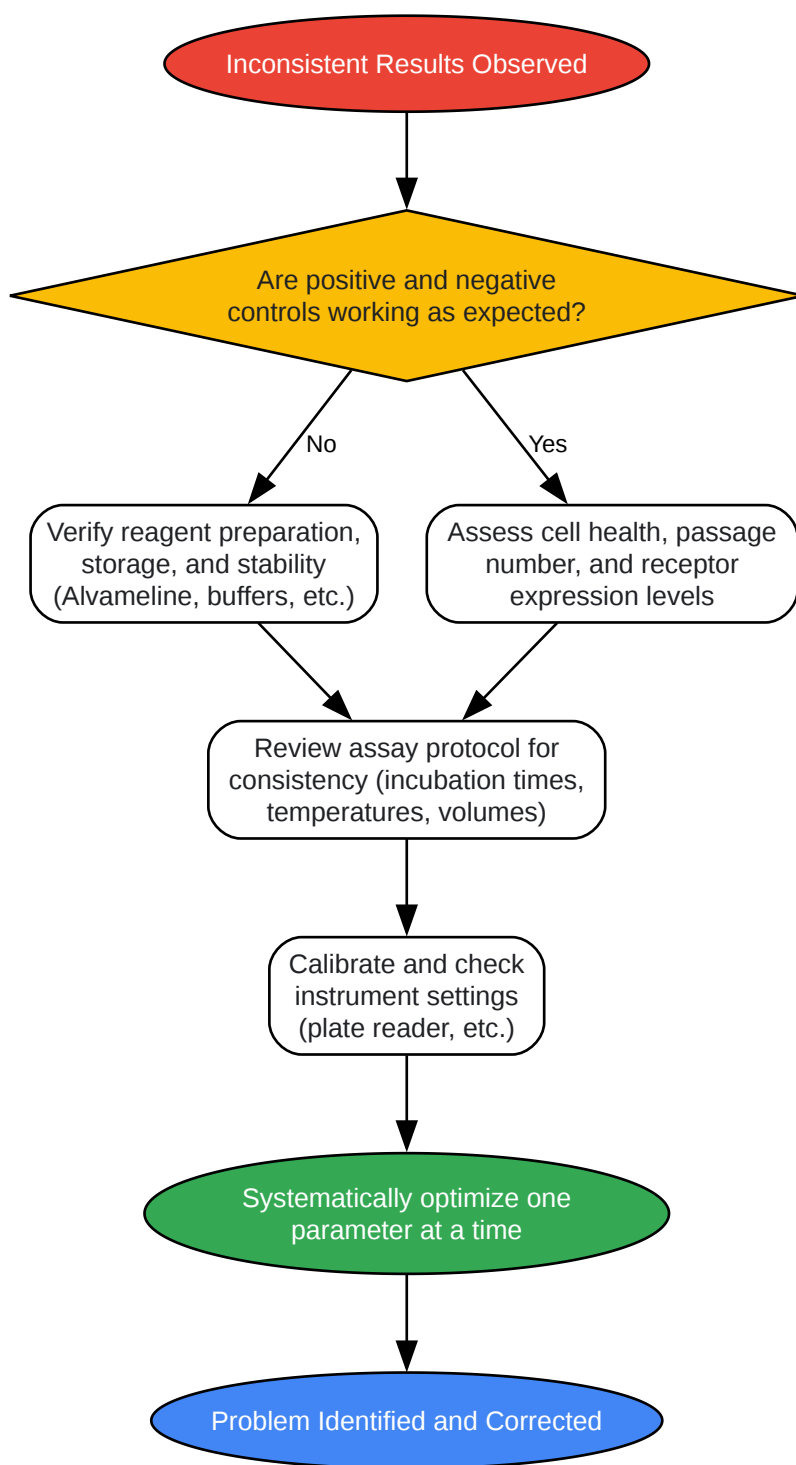 Inconsistent Results Observed
Are positive and negative
controls working as expected?
No
Yes
Verify reagent preparation,
storage, and stability
(Alvameline, buffers, etc.)
Assess cell health, passage
number, and receptor
expression levels
Review assay protocol for
consistency (incubation times,
temperatures, volumes)
Calibrate and check
instrument settings
(plate reader, etc.)
Systematically optimize one
parameter at a time
Problem Identified and Corrected